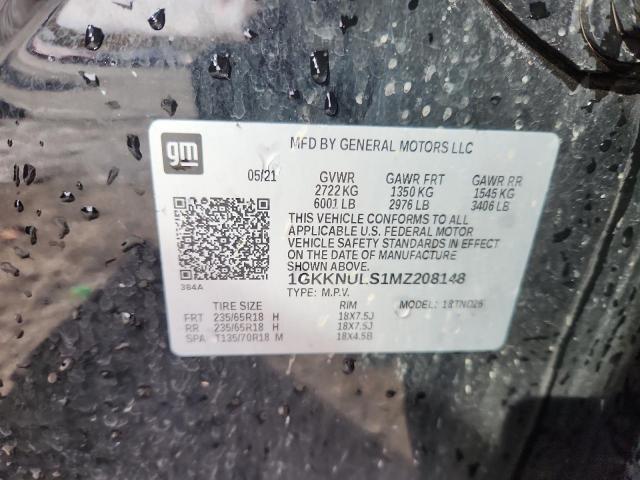 gm
MFD BY GENERAL MOTORS LLC
05/21 GVWR GAWR FRT GAWR RR
2722 KG 1350 KG 1545 KG
6001 LB 2976 LB 3406 LB
THIS VEHICLE CONFORMS TO ALL
APPLICABLE U.S. FEDERAL MOTOR
VEHICLE SAFETY STANDARDS IN EFFECT
ON THE DATE OF MANUFACTURE
SHOWN ABOVE.
384A
1GKKNULS1MZ208148
TYPE: M.P.V. MODEL: 1STNO26
TIRE SIZE RIM
FRT 235/65R18 H 18X7.5J
RR 235/65R18 H 18X7.5J
SPA T135/70R18 M 18X4.5B